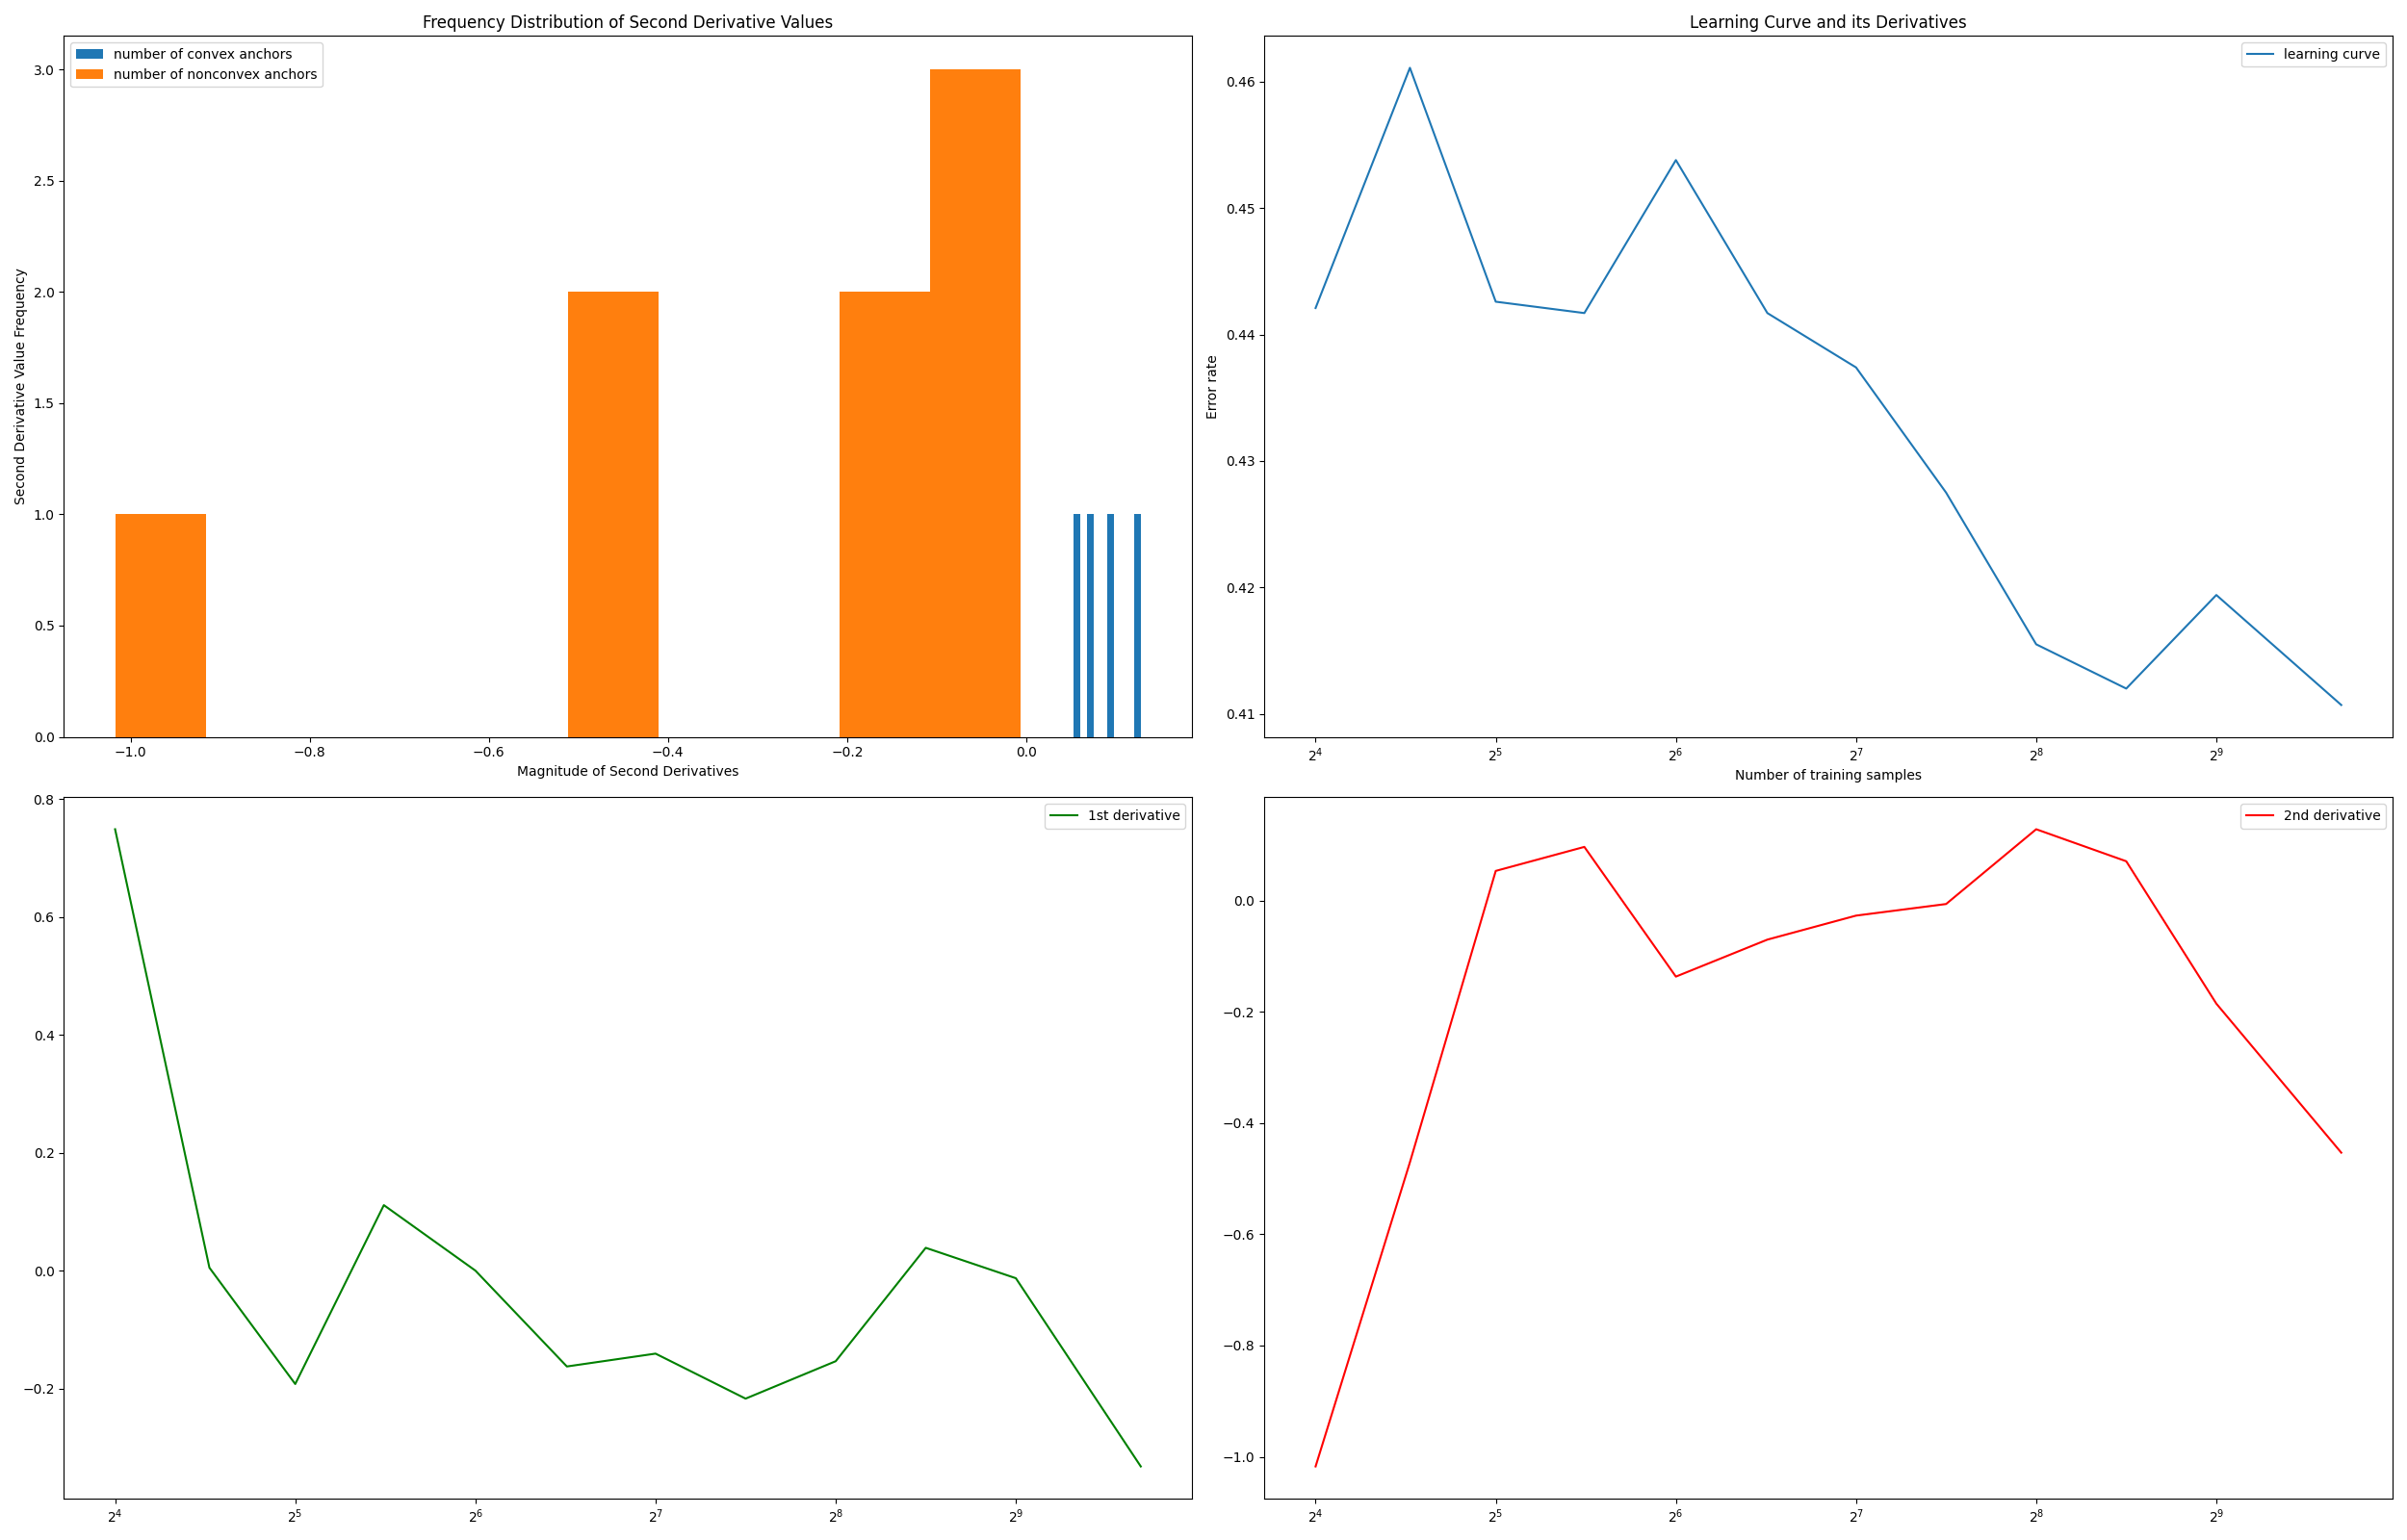 Frequency Distribution of Second Derivative Values
number of convex anchors
number of nonconvex anchors
Second Derivative Value Frequency
3.0
2.5
2.0
1.5
1.0
0.5
0.0
−1.0 −0.8 −0.6 −0.4 −0.2 0.0
Magnitude of Second Derivatives
Learning Curve and its Derivatives
learning curve
Error rate
0.46
0.45
0.44
0.43
0.42
0.41
2⁴ 2⁵ 2⁶ 2⁷ 2⁸ 2⁹
Number of training samples
1st derivative
0.8
0.6
0.4
0.2
0.0
−0.2
2⁴ 2⁵ 2⁶ 2⁷ 2⁸ 2⁹
2nd derivative
0.0
−0.2
−0.4
−0.6
−0.8
−1.0
2⁴ 2⁵ 2⁶ 2⁷ 2⁸ 2⁹